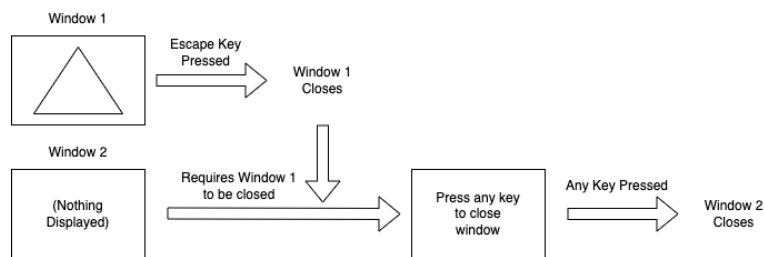 Window 1
Escape Key
Pressed
Window 1
Closes
Window 2
(Nothing
Displayed)
Requires Window 1
to be closed
Press any key
to close
window
Any Key Pressed
Window 2
Closes